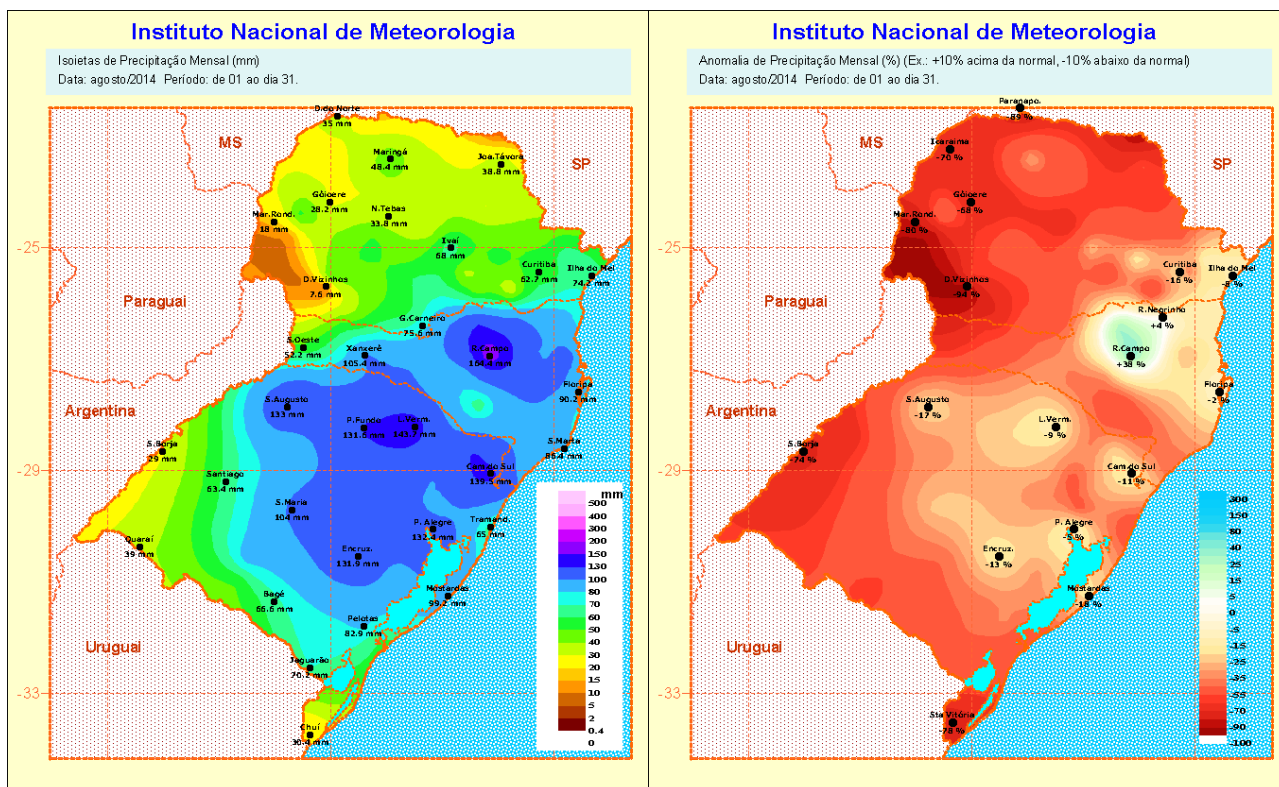 Instituto Nacional de Meteorologia
Isoietas de Precipitação Mensal (mm)
Data: agosto/2014 Período: de 01 ao dia 31.
D.do Norte
35 mm
MS
Maringá
48.4 mm
Joa.Távora
38.8 mm
SP
Góioere
28.2 mm
N.Tebas
33.8 mm
Mar.Rond.
18 mm
-25
Ivaí
68 mm
Curitiba
62.7 mm
Ilha do Mel
74.2 mm
D.Vizinhos
7.6 mm
Paraguai
G.Carneiro
75.6 mm
S.Oeste
52.2 mm
Xanxerê
105.4 mm
R.Campo
164.4 mm
Floripa
90.2 mm
Argentina
S.Augusto
133 mm
P.Fundo
131.6 mm
L.Verm.
143.7 mm
S.Borja
29 mm
S.Marta
86.4 mm
-29
Santiago
63.4 mm
Cam.do Sul
139.5 mm
S.Maria
104 mm
P. Alegre
132.4 mm
Tramand.
65 mm
Quaraí
39 mm
Encruz.
131.9 mm
Bagé
66.6 mm
Mostardas
99.2 mm
Pelotas
82.9 mm
Uruguai
Jaguarão
70.2 mm
-33
Chuí
30.4 mm
mm
500
400
300
200
150
130
100
80
70
60
50
40
30
20
15
10
5
2
0.4
0
Instituto Nacional de Meteorologia
Anomalia de Precipitação Mensal (%) (Ex.: +10% acima da normal, -10% abaixo da normal)
Data: agosto/2014 Período: de 01 ao dia 31.
Paranapo.
-89 %
MS
Icaraima
-70 %
SP
Góioere
-68 %
Mar.Rond.
-80 %
-25
Curitiba
-16 %
Ilha do Mel
-8 %
D.Vizinhos
-94 %
Paraguai
R.Negrinho
+4 %
R.Campo
+38 %
Floripa
-2 %
Argentina
S.Augusto
-17 %
L.Verm.
-9 %
S.Borja
-74 %
-29
Cam.do Sul
-11 %
P. Alegre
-5 %
Encruz.
-13 %
Mostardas
-18 %
Uruguai
-33
Sta Vitória
-78 %
300
150
80
40
25
15
5
0
-5
-15
-25
-35
-55
-70
-90
-100